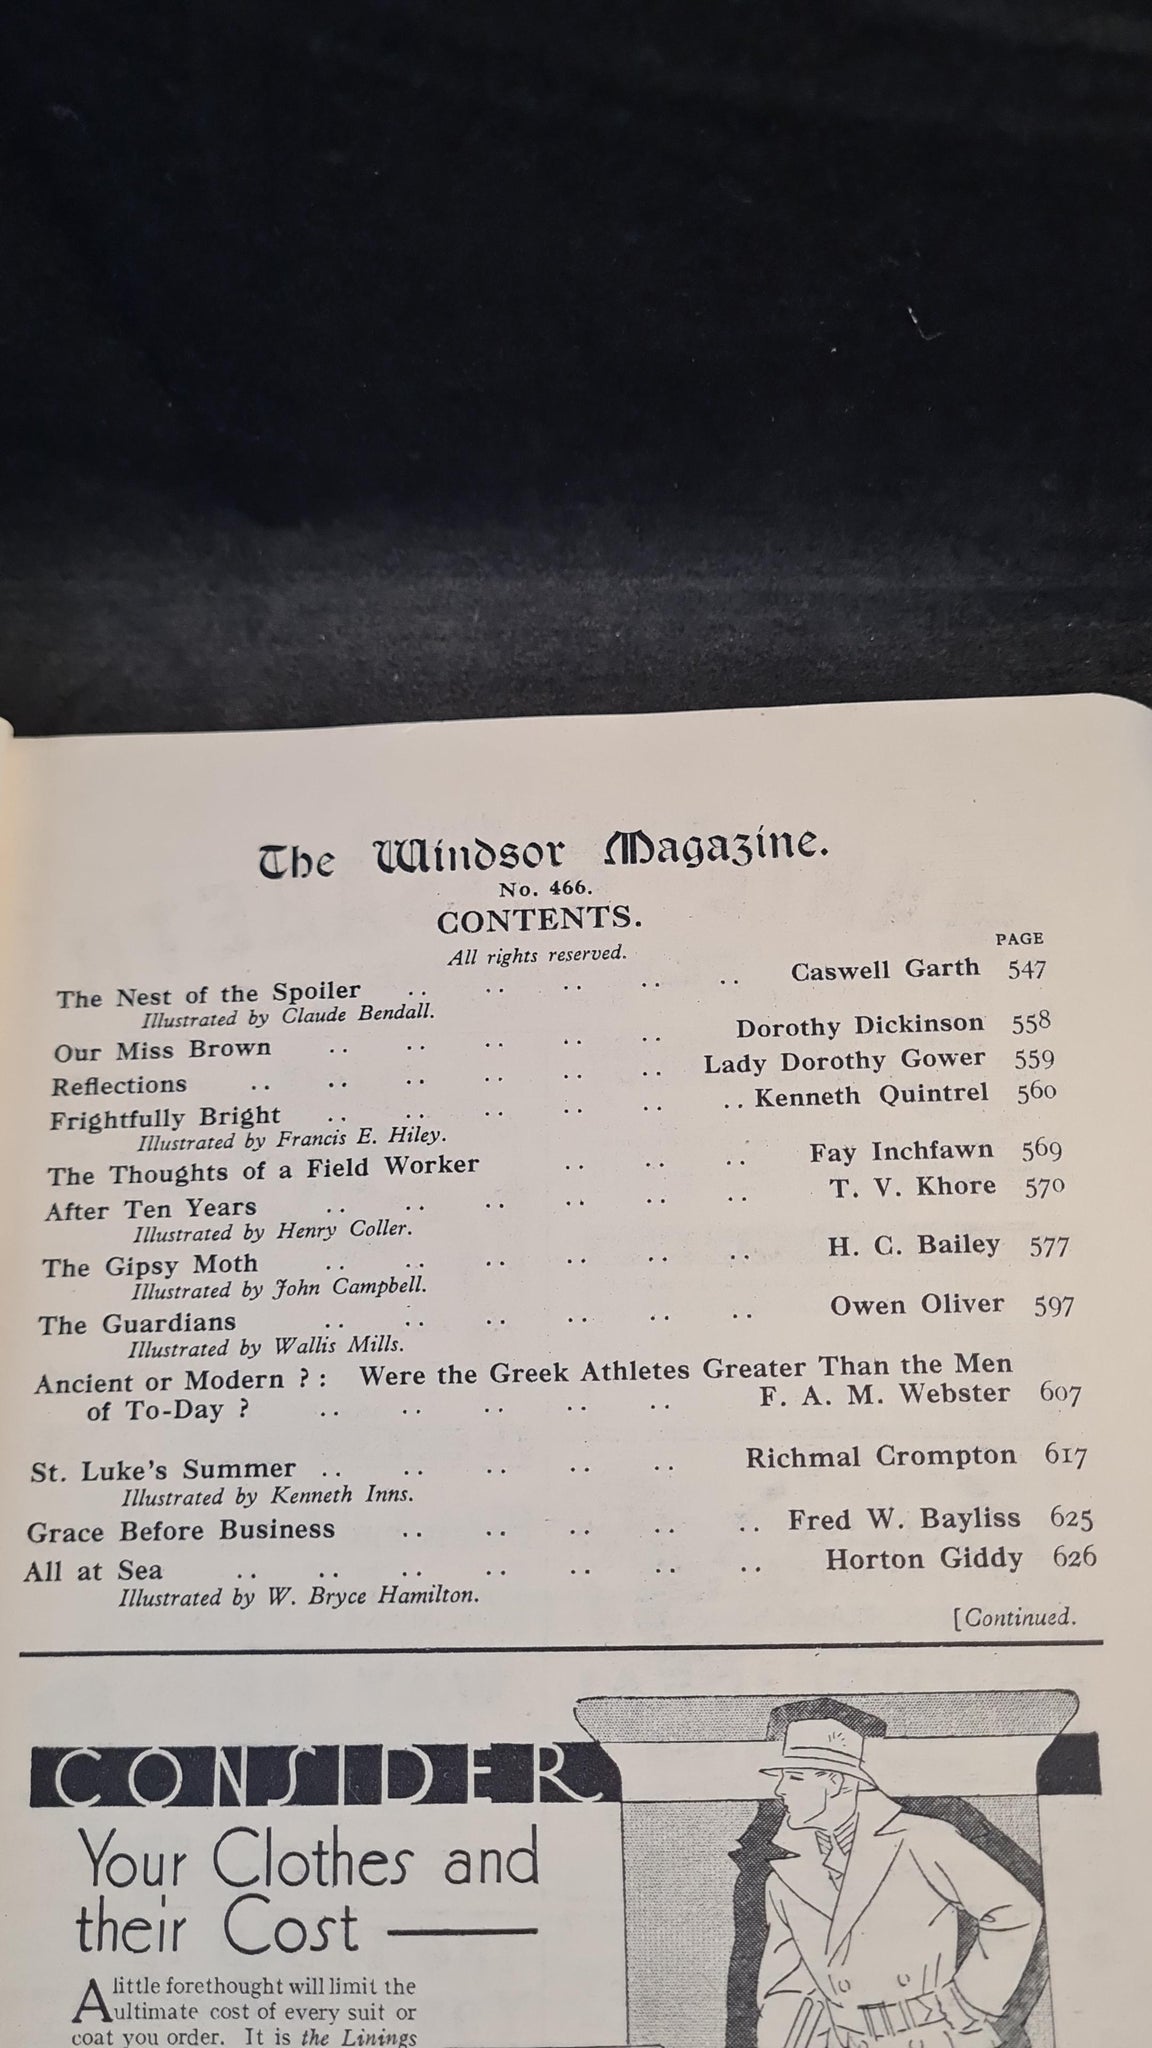 The Windsor Magazine.
No. 466.
CONTENTS.
All rights reserved.
PAGE
The Nest of the Spoiler .. .. .. .. .. Caswell Garth 547
Illustrated by Claude Bendall.
Our Miss Brown .. .. .. .. .. Dorothy Dickinson 558
Reflections .. .. .. .. .. .. Lady Dorothy Gower 559
Frightfully Bright .. .. .. .. .. .. Kenneth Quintrel 560
Illustrated by Francis E. Hiley.
The Thoughts of a Field Worker .. .. .. Fay Inchfawn 569
After Ten Years .. .. .. .. .. .. T. V. Khore 570
Illustrated by Henry Coller.
The Gipsy Moth .. .. .. .. .. .. H. C. Bailey 577
Illustrated by John Campbell.
The Guardians .. .. .. .. .. .. Owen Oliver 597
Illustrated by Wallis Mills.
Ancient or Modern ? : Were the Greek Athletes Greater Than the Men
of To-Day ? .. .. .. .. .. F. A. M. Webster 607
St. Luke's Summer .. .. .. .. .. Richmal Crompton 617
Illustrated by Kenneth Inns.
Grace Before Business .. .. .. .. .. Fred W. Bayliss 625
All at Sea .. .. .. .. .. .. .. Horton Giddy 626
Illustrated by W. Bryce Hamilton.
[Continued.
CONSIDER
Your Clothes and
their Cost —
A little forethought will limit the
ultimate cost of every suit or
coat you order. It is the Linings